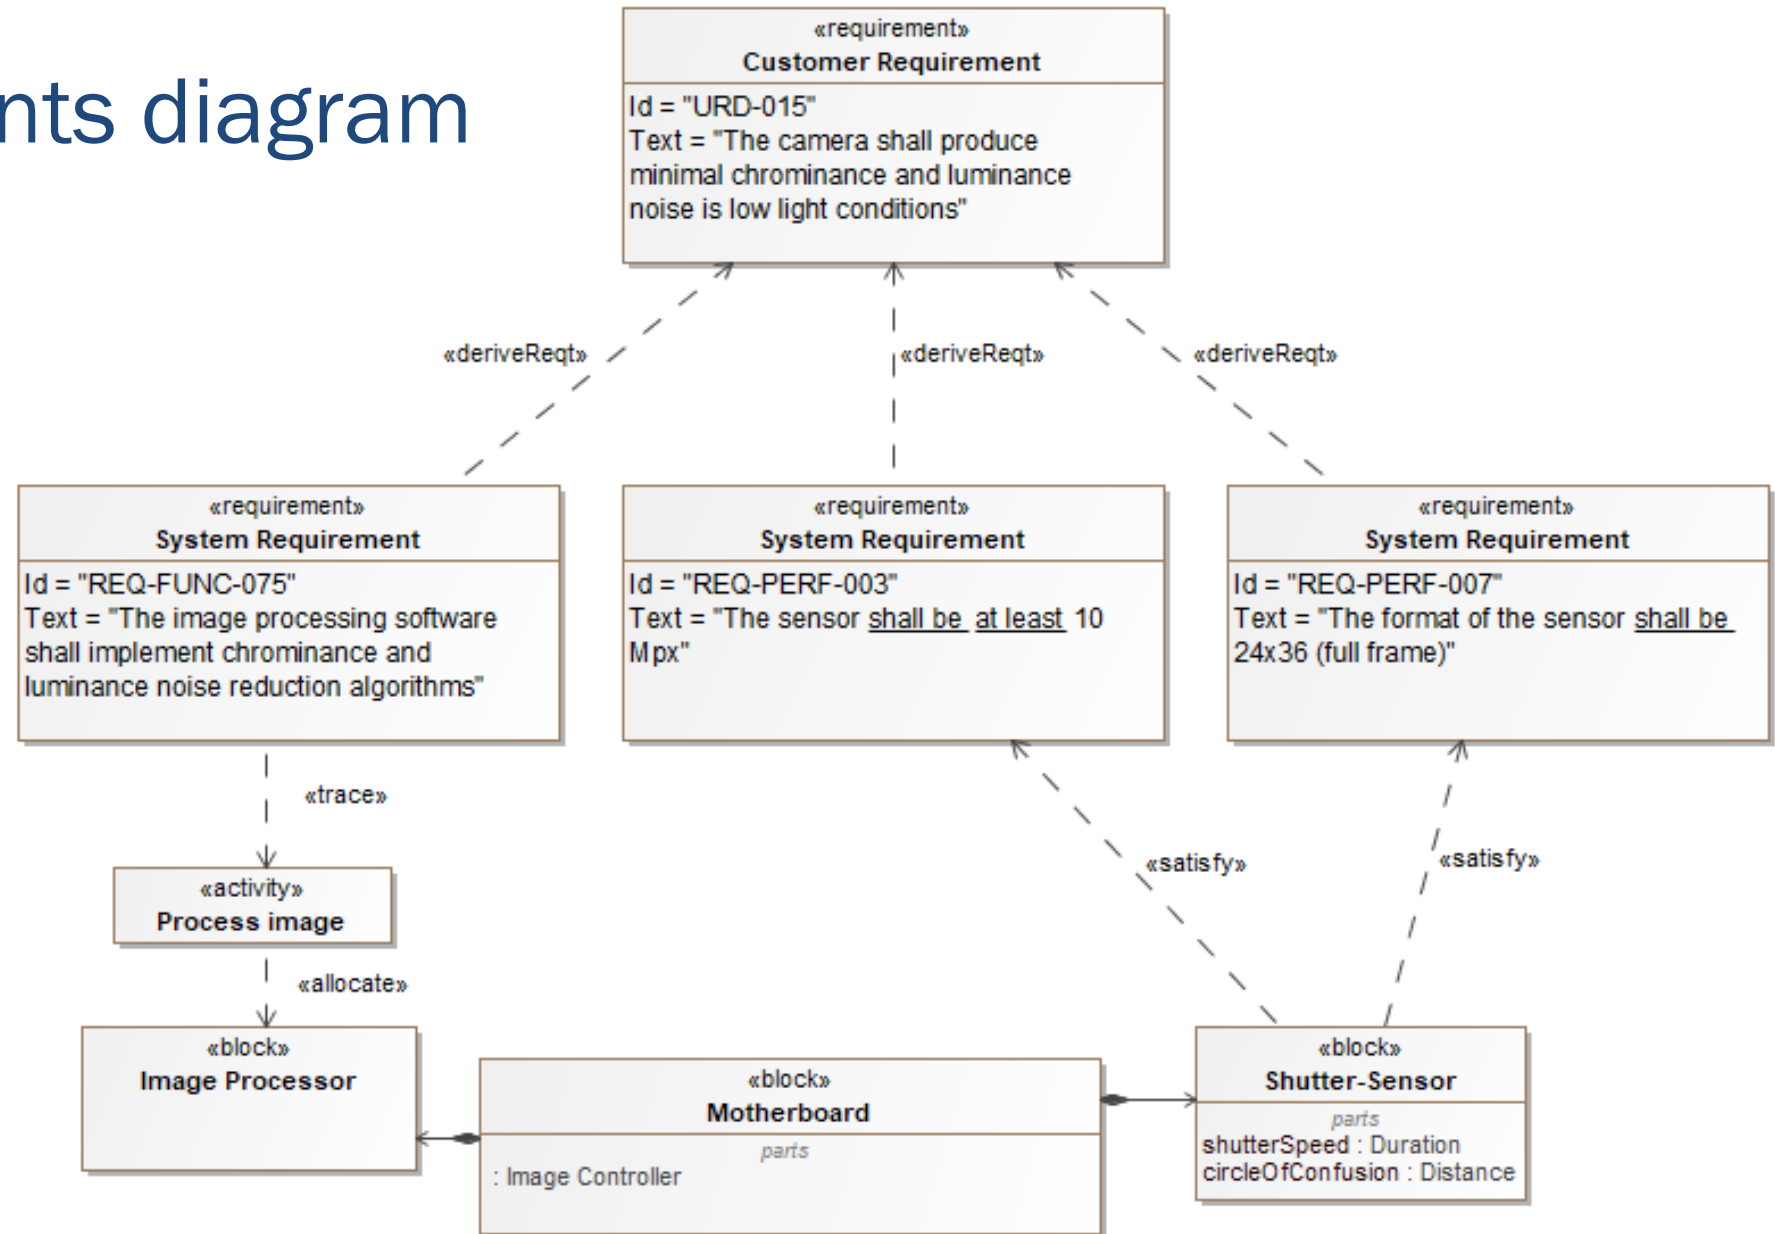 nts diagram
«requirement»
Customer Requirement
Id = "URD-015"
Text = "The camera shall produce
minimal chrominance and luminance
noise is low light conditions"
«deriveReqt»
«deriveReqt»
«deriveReqt»
«requirement»
System Requirement
Id = "REQ-FUNC-075"
Text = "The image processing software
shall implement chrominance and
luminance noise reduction algorithms"
«requirement»
System Requirement
Id = "REQ-PERF-003"
Text = "The sensor shall be at least 10
Mpx"
«requirement»
System Requirement
Id = "REQ-PERF-007"
Text = "The format of the sensor shall be
24x36 (full frame)"
«trace»
«satisfy»
«satisfy»
«activity»
Process image
«allocate»
«block»
Image Processor
«block»
Motherboard
parts
: Image Controller
«block»
Shutter-Sensor
parts
shutterSpeed : Duration
circleOfConfusion : Distance